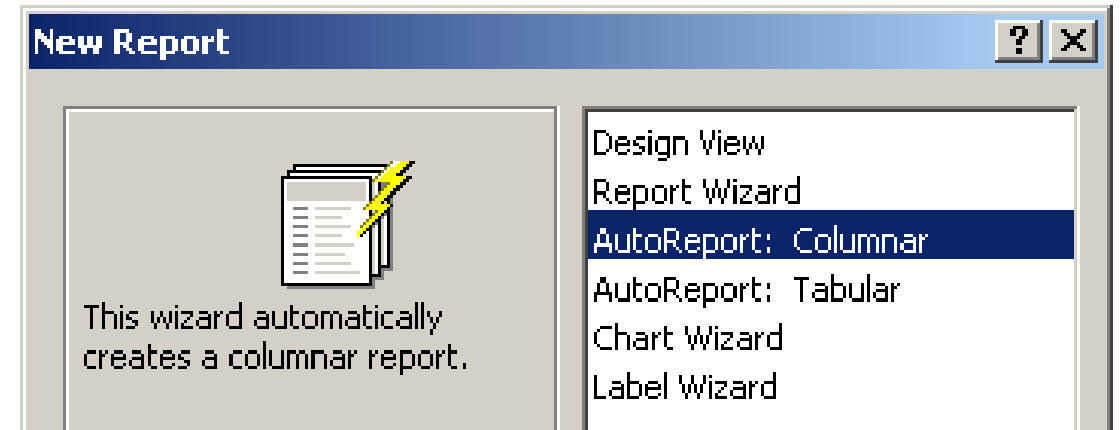 New Report
?
Design View
Report Wizard
AutoReport: Columnar
AutoReport: Tabular
Chart Wizard
Label Wizard
This wizard automatically
creates a columnar report.